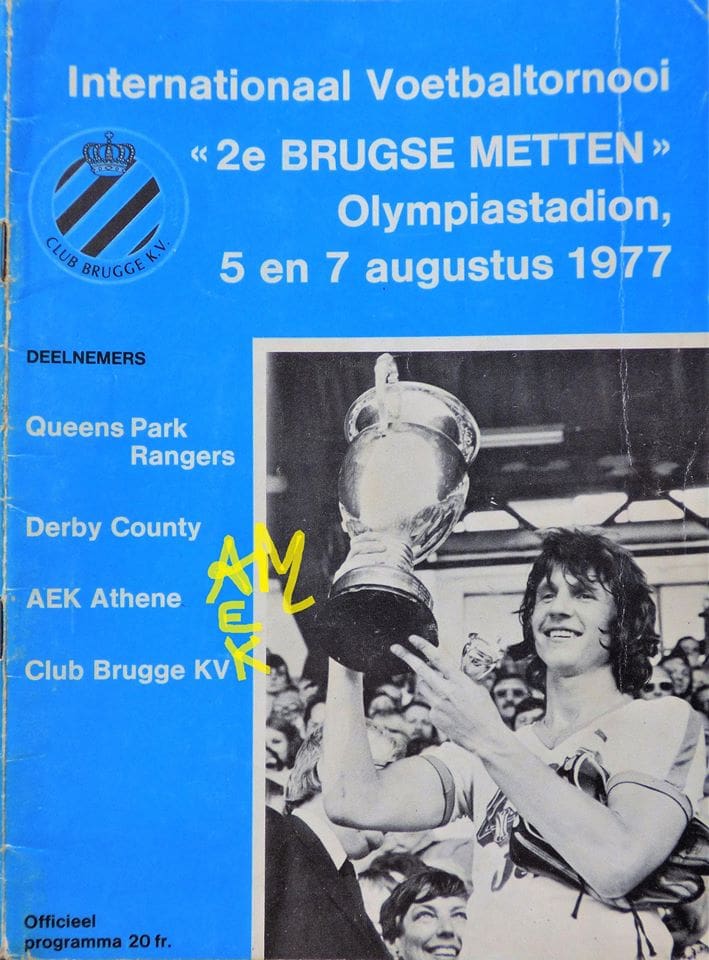 Internationaal Voetbaltornooi
« 2e BRUGSE METTEN »
Olympiastadion,
5 en 7 augustus 1977
CLUB BRUGGE K.V.
DEELNEMERS
Queens Park
Rangers
Derby County
AEK Athene
Club Brugge KV
AM
E
K
Officieel
programma 20 fr.